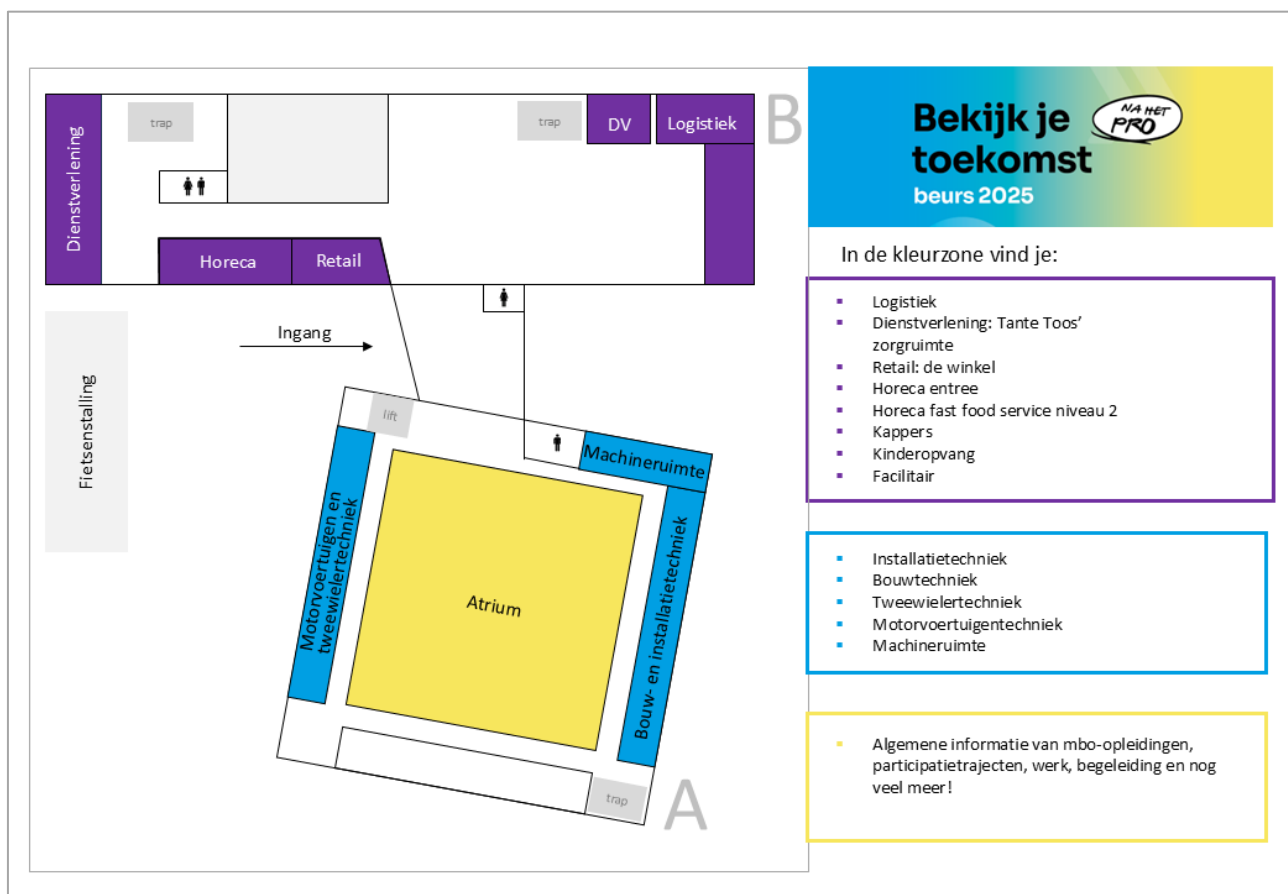 trap
trap
DV
Logistiek
B
Dienstverlening
Horeca
Retail
Ingang
Fietsenstalling
lift
Machineruimte
Motorvoertuigen en
tweewielertechniek
Atrium
Bouw- en installatietechniek
trap
A
Bekijk je
toekomst
beurs 2025
NA HET
PRO
In de kleurzone vind je:
▪ Logistiek
▪ Dienstverlening: Tante Toos’
zorgruimte
▪ Retail: de winkel
▪ Horeca entree
▪ Horeca fast food service niveau 2
▪ Kappers
▪ Kinderopvang
▪ Facilitair
▪ Installatietechniek
▪ Bouwtechniek
▪ Tweewielertechniek
▪ Motorvoertuigentechniek
▪ Machineruimte
▪ Algemene informatie van mbo-opleidingen,
participatietrajecten, werk, begeleiding en nog
veel meer!